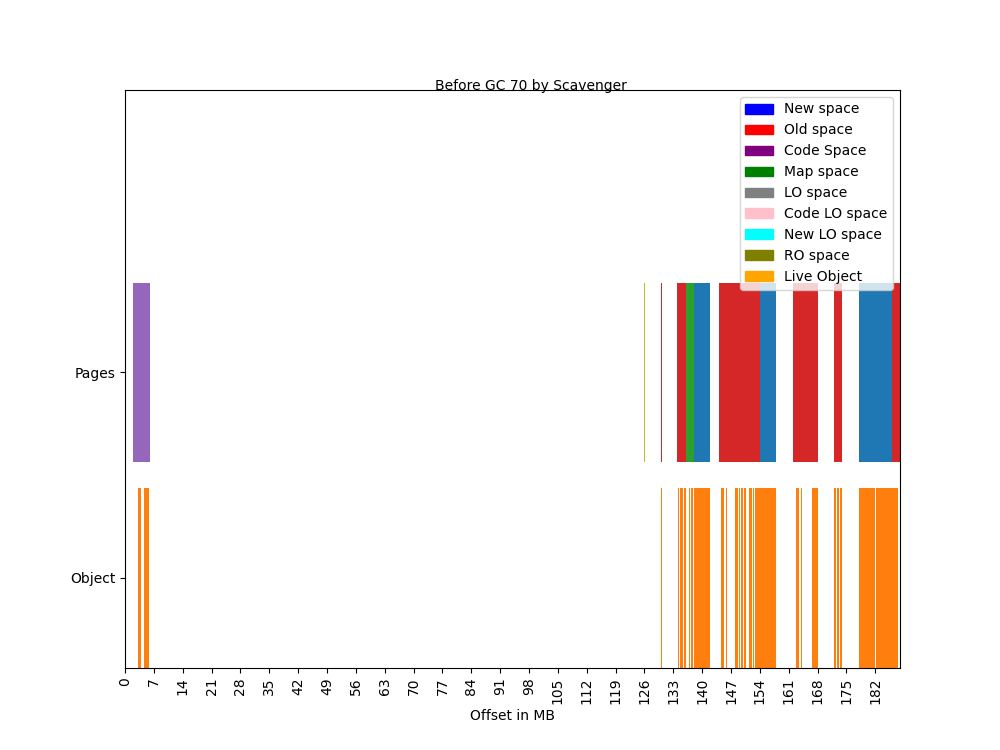 Before GC 70 by Scavenger
New space
Old space
Code Space
Map space
LO space
Code LO space
New LO space
RO space
Live Object
Pages
Object
0 7 14 21 28 35 42 49 56 63 70 77 84 91 98 105 112 119 126 133 140 147 154 161 168 175 182
Offset in MB